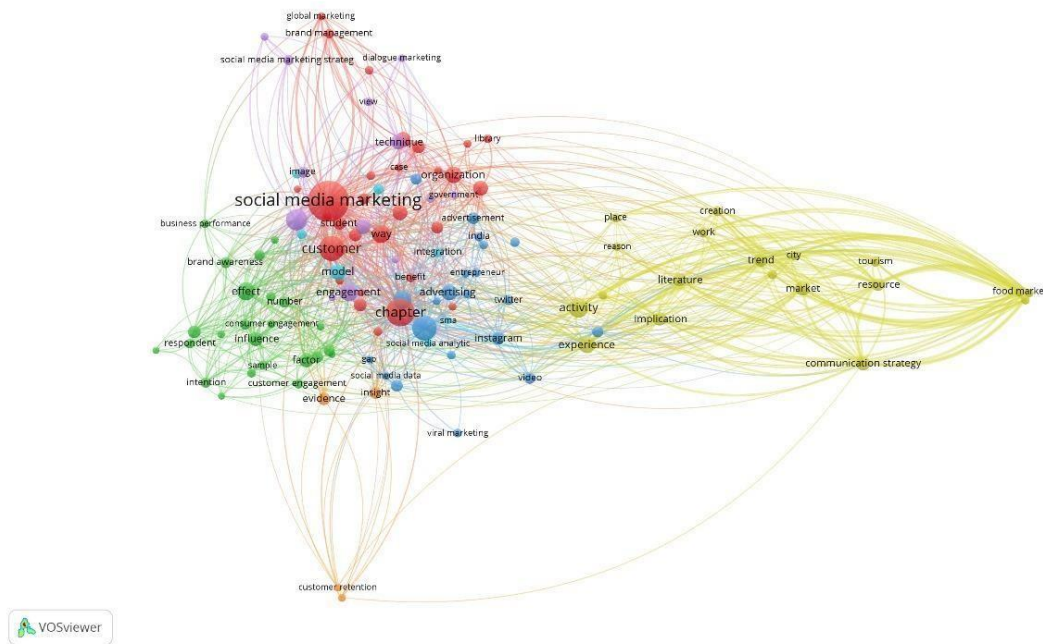 global marketing
brand management
social media marketing strateg
dialogue marketing
view
technique
library
image
case
organization
social media marketing
government
business performance
student
way
advertisement
india
place
creation
work
customer
integration
reason
brand awareness
model
benefit
entrepreneur
literature
trend
city
tourism
effect
number
engagement
advertising
twitter
market
resource
food marke
chapter
activity
consumer engagement
sma
implication
respondent
influence
social media analytic
instagram
experience
sample
factor
gap
communication strategy
intention
customer engagement
social media data
video
evidence
insight
viral marketing
customer retention
VOSviewer